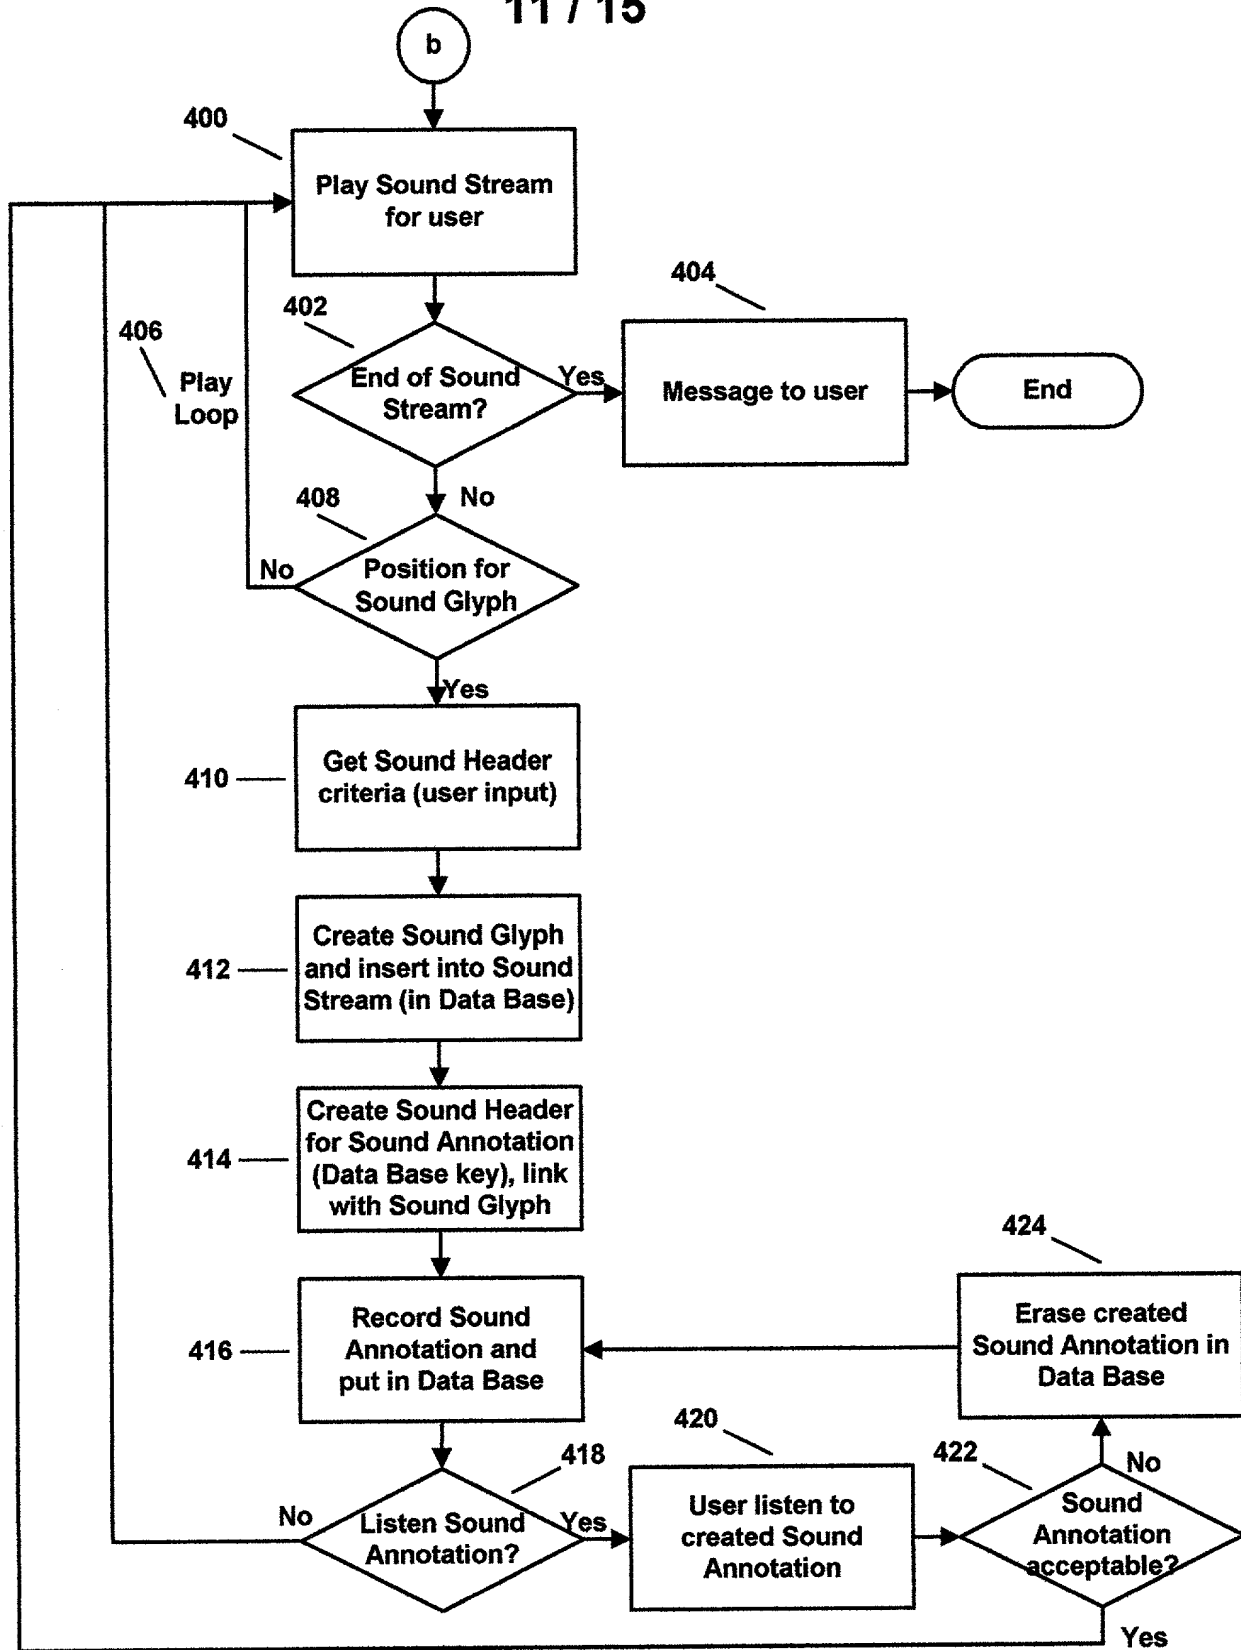 11 / 15
b
400
Play Sound Stream
for user
404
402
406
End of Sound
Stream?
Yes
Message to user
End
Play
Loop
No
408
No
Position for
Sound Glyph
Yes
410
Get Sound Header
criteria (user input)
412
Create Sound Glyph
and insert into Sound
Stream (in Data Base)
414
Create Sound Header
for Sound Annotation
(Data Base key), link
with Sound Glyph
424
416
Record Sound
Annotation and
put in Data Base
Erase created
Sound Annotation in
Data Base
420
418
422
No
No
Listen Sound
Annotation?
Yes
User listen to
created Sound
Annotation
Sound
Annotation
acceptable?
Yes